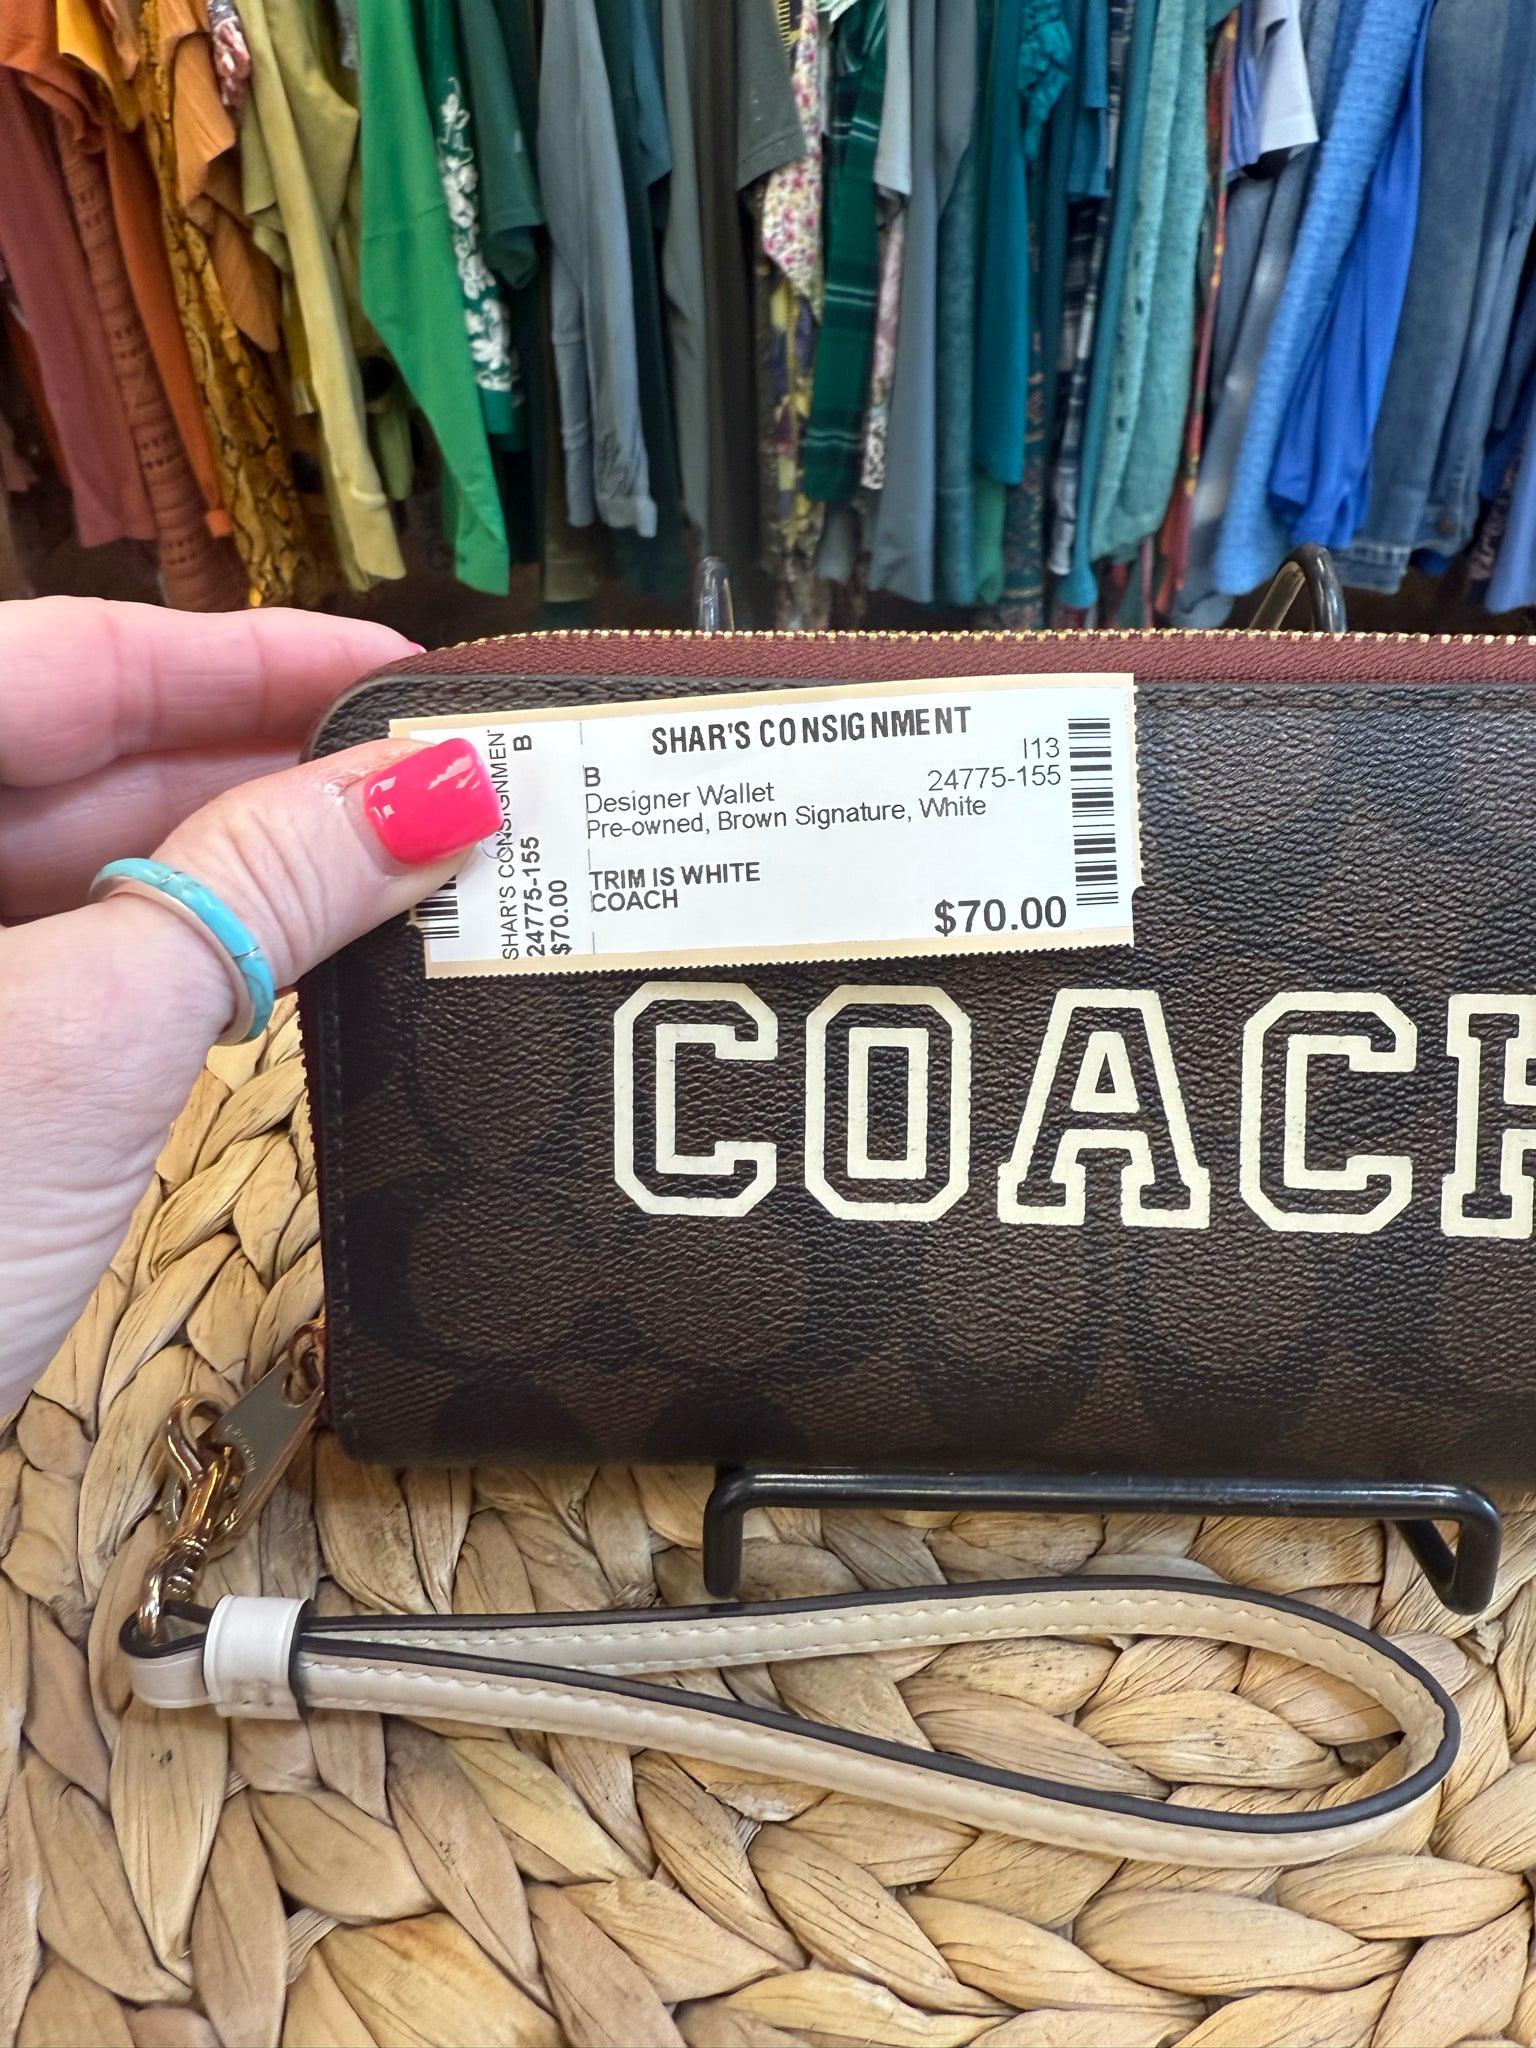 SHAR'S CONSIGNMENT
B
I13
24775-155
Designer Wallet
Pre-owned, Brown Signature, White
TRIM IS WHITE
COACH
$70.00
SHAR'S CONSIGNMEN
B
24775-155
$70.00
COACH